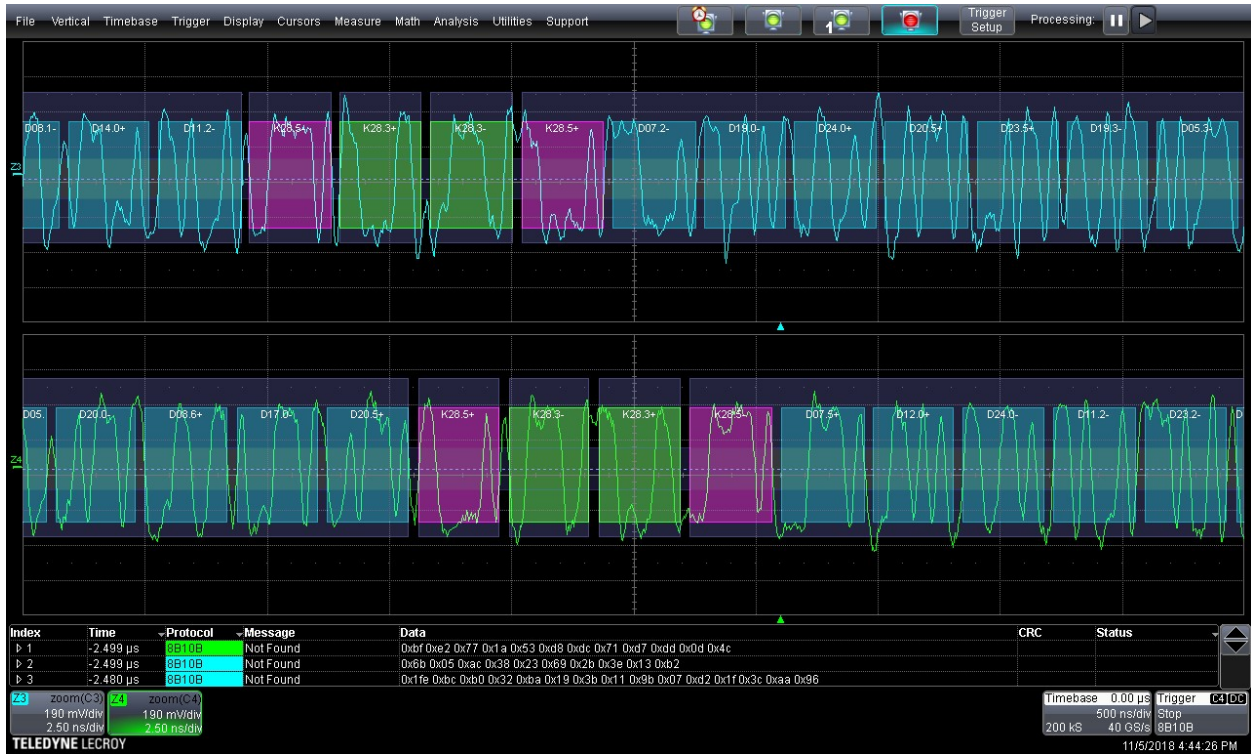 File Vertical Timebase Trigger Display Cursors Measure Math Analysis Utilities Support
1
Trigger Setup
Processing:
D08.1- D14.0+ D11.2- K28.5+ K28.3+ K28.3- K28.5+ D07.2- D19.0- D24.0+ D20.5+ D23.5+ D19.3- D05.3-
Z3
D05. D20.0- D08.6+ D17.0- D20.5+ K28.5+ K28.3- K28.3+ K28.5- D07.5+ D12.0+ D24.0- D11.2- D23.2- D
Z4
Index Time Protocol Message Data CRC Status
1 -2.499 µs 8B10B Not Found 0xbf 0xe2 0x77 0x1a 0x53 0xd8 0xdc 0x71 0xd7 0xdd 0x0d 0x4c
2 -2.499 µs 8B10B Not Found 0x6b 0x05 0xac 0x38 0x23 0x69 0x2b 0x3e 0x13 0xb2
3 -2.480 µs 8B10B Not Found 0x1fe 0xbc 0xb0 0x32 0xba 0x19 0x3b 0x11 0x9b 0x07 0xd2 0x1f 0x3c 0xaa 0x96
Z3 zoom(C3) Z4 zoom(C4) Timebase 0.00 µs Trigger C4 DC
190 mV/div 190 mV/div 500 ns/div Stop
2.50 ns/div 2.50 ns/div 200 kS 40 GS/s 8B10B
TELEDYNE LECROY 11/5/2018 4:44:26 PM